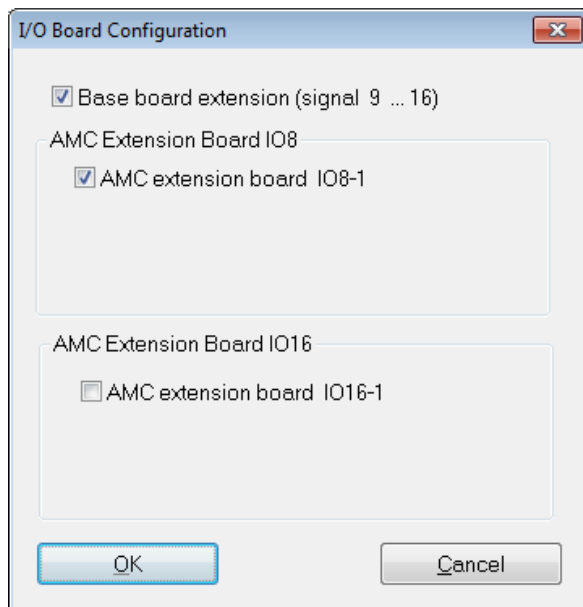 I/O Board Configuration
Base board extension (signal 9 ... 16)
AMC Extension Board IO8
AMC extension board IO8-1
AMC Extension Board IO16
AMC extension board IO16-1
OK
Cancel